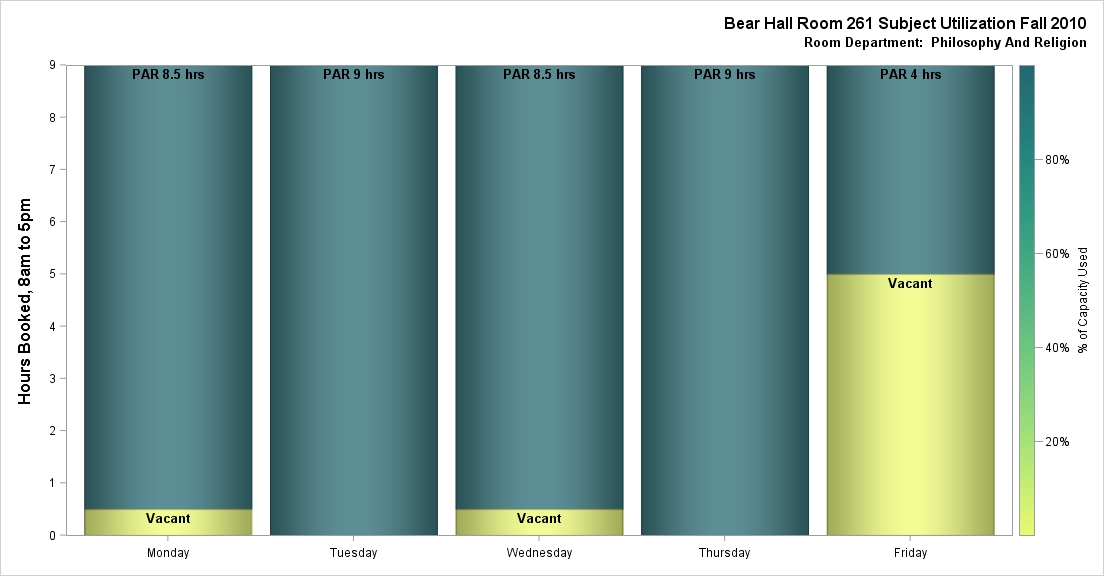 Bear Hall Room 261 Subject Utilization Fall 2010
Room Department:  Philosophy And Religion
Hours Booked, 8am to 5pm
9
8
7
6
5
4
3
2
1
0
PAR 8.5 hrs
PAR 9 hrs
PAR 8.5 hrs
PAR 9 hrs
PAR 4 hrs
Vacant
Vacant
Vacant
Monday
Tuesday
Wednesday
Thursday
Friday
80%
60%
40%
20%
% of Capacity Used